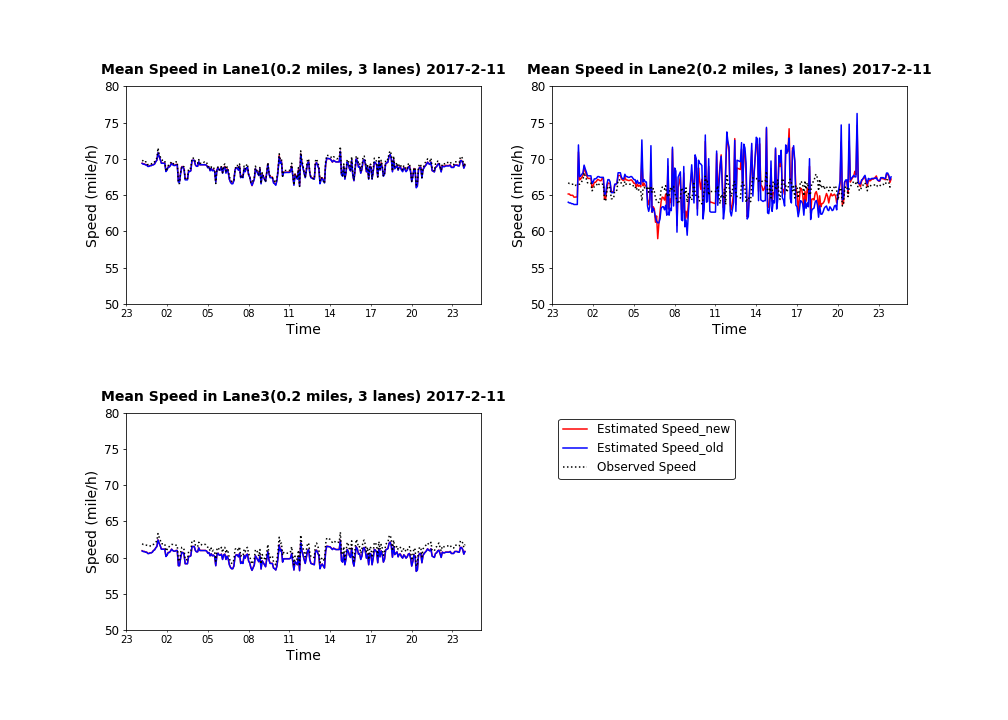 Mean Speed in Lane1(0.2 miles, 3 lanes) 2017-2-11
80
75
70
65
60
55
50
Speed (mile/h)
23 02 05 08 11 14 17 20 23
Time
Mean Speed in Lane2(0.2 miles, 3 lanes) 2017-2-11
80
75
70
65
60
55
50
Speed (mile/h)
23 02 05 08 11 14 17 20 23
Time
Mean Speed in Lane3(0.2 miles, 3 lanes) 2017-2-11
80
75
70
65
60
55
50
Speed (mile/h)
23 02 05 08 11 14 17 20 23
Time
Estimated Speed_new
Estimated Speed_old
Observed Speed